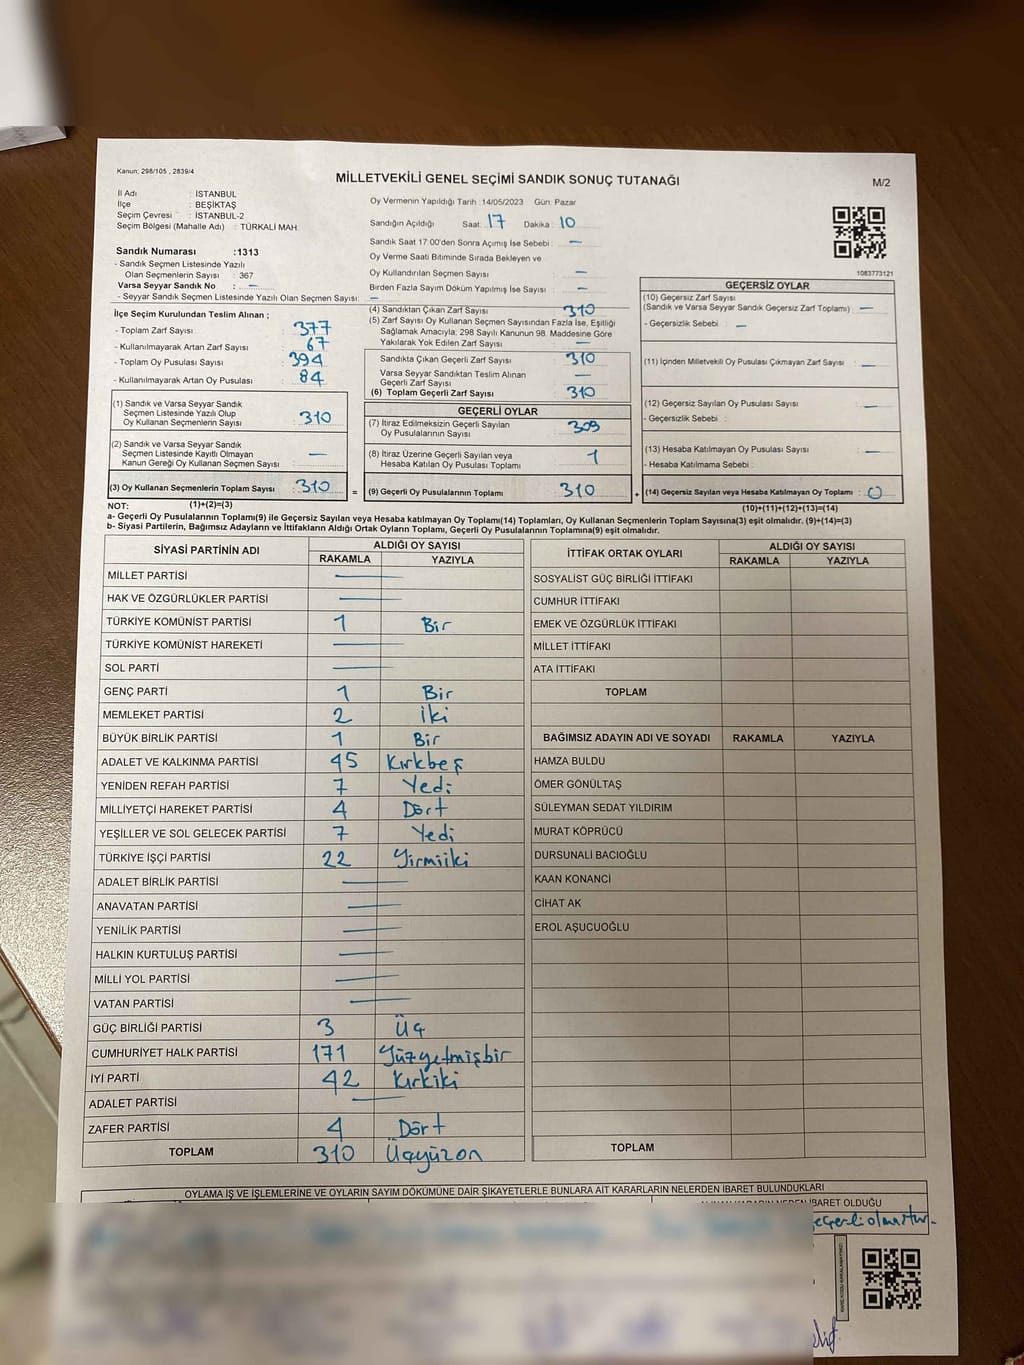 Kanun: 298/105 , 2839/4
MİLLETVEKİLİ GENEL SEÇİMİ SANDIK SONUÇ TUTANAĞI
M/2
İl Adı : İSTANBUL
İlçe : BEŞİKTAŞ
Seçim Çevresi : İSTANBUL-2
Seçim Bölgesi (Mahalle Adı) : TÜRKALİ MAH.
Sandık Numarası :1313
- Sandık Seçmen Listesinde Yazılı
Olan Seçmenlerin Sayısı : 367
Varsa Seyyar Sandık No : —
- Seyyar Sandık Seçmen Listesinde Yazılı Olan Seçmen Sayısı: —
Oy Vermenin Yapıldığı Tarih :14/05/2023 Gün: Pazar
Sandığın Açıldığı Saat: 17 Dakika : 10
Sandık Saat 17:00'den Sonra Açılmış İse Sebebi : —
Oy Verme Saati Bitiminde Sırada Bekleyen ve
Oy Kullandırılan Seçmen Sayısı : —
Birden Fazla Sayım Döküm Yapılmış İse Sayısı : —
1083773121
İlçe Seçim Kurulundan Teslim Alınan ;
- Toplam Zarf Sayısı : 377
- Kullanılmayarak Artan Zarf Sayısı : 67
- Toplam Oy Pusulası Sayısı : 394
- Kullanılmayarak Artan Oy Pusulası : 84
(1) Sandık ve Varsa Seyyar Sandık
Seçmen Listesinde Yazılı Olup
Oy Kullanan Seçmen Sayısı : 310
(2) Sandık ve Varsa Seyyar Sandık
Seçmen Listesinde Kayıtlı Olmayan
Kanun Gereği Oy Kullanan Seçmen Sayısı : —
(3) Oy Kullanan Seçmenlerin Toplam Sayısı : 310
(4) Sandıktan Çıkan Zarf Sayısı : 310
(5) Zarf Sayısı Oy Kullanan Seçmen Sayısından Fazla İse, Eşitliği
Sağlamak Amacıyla; 298 Sayılı Kanunun 98. Maddesine Göre
Yakılarak Yok Edilen Zarf Sayısı : —
Sandıkta Çıkan Geçerli Zarf Sayısı : 310
Varsa Seyyar Sandıktan Teslim Alınan
Geçerli Zarf Sayısı : —
(6) Toplam Geçerli Zarf Sayısı : 310
GEÇERLİ OYLAR
(7) İtiraz Edilmeksizin Geçerli Sayılan
Oy Pusulalarının Sayısı : 309
(8) İtiraz Üzerine Geçerli Sayılan veya
Hesaba Katılan Oy Pusulası Toplamı : 1
= (9) Geçerli Oy Pusulalarının Toplamı : 310
GEÇERSİZ OYLAR
(10) Geçersiz Zarf Sayısı
(Sandık ve Varsa Seyyar Sandık Geçersiz Zarf Toplamı) : —
- Geçersizlik Sebebi : —
(11) İçinden Milletvekili Oy Pusulası Çıkmayan Zarf Sayısı : —
(12) Geçersiz Sayılan Oy Pusulası Sayısı : —
- Geçersizlik Sebebi :
(13) Hesaba Katılmayan Oy Pusulası Sayısı : —
- Hesaba Katılmama Sebebi :
+ (14) Geçersiz Sayılan veya Hesaba Katılmayan Oy Toplamı : 0
NOT: (1)+(2)=(3) (10)+(11)+(12)+(13)=(14)
a- Geçerli Oy Pusulalarının Toplamı(9) ile Geçersiz Sayılan veya Hesaba katılmayan Oy Toplamı(14) Toplamları, Oy Kullanan Seçmenlerin Toplam Sayısına(3) eşit olmalıdır. (9)+(14)=(3)
b- Siyasi Partilerin, Bağımsız Adayların ve İttifakların Aldığı Ortak Oyların Toplamı, Geçerli Oy Pusulalarının Toplamına(9) eşit olmalıdır.
SİYASİ PARTİNİN ADI ALDIĞI OY SAYISI
RAKAMLA YAZIYLA
MİLLET PARTİSİ —
HAK VE ÖZGÜRLÜKLER PARTİSİ —
TÜRKİYE KOMÜNİST PARTİSİ 1 Bir
TÜRKİYE KOMÜNİST HAREKETİ —
SOL PARTİ —
GENÇ PARTİ 1 Bir
MEMLEKET PARTİSİ 2 İki
BÜYÜK BİRLİK PARTİSİ 1 Bir
ADALET VE KALKINMA PARTİSİ 45 Kırkbeş
YENİDEN REFAH PARTİSİ 7 Yedi
MİLLİYETÇİ HAREKET PARTİSİ 4 Dört
YEŞİLLER VE SOL GELECEK PARTİSİ 7 Yedi
TÜRKİYE İŞÇİ PARTİSİ 22 Yirmiiki
ADALET BİRLİK PARTİSİ —
ANAVATAN PARTİSİ —
YENİLİK PARTİSİ —
HALKIN KURTULUŞ PARTİSİ —
MİLLİ YOL PARTİSİ —
VATAN PARTİSİ —
GÜÇ BİRLİĞİ PARTİSİ 3 Üç
CUMHURİYET HALK PARTİSİ 171 Yüzyetmişbir
İYİ PARTİ 42 Kırkiki
ADALET PARTİSİ —
ZAFER PARTİSİ 4 Dört
TOPLAM 310 Üçyüzon
İTTİFAK ORTAK OYLARI ALDIĞI OY SAYISI
RAKAMLA YAZIYLA
SOSYALİST GÜÇ BİRLİĞİ İTTİFAKI
CUMHUR İTTİFAKI
EMEK VE ÖZGÜRLÜK İTTİFAKI
MİLLET İTTİFAKI
ATA İTTİFAKI
TOPLAM
BAĞIMSIZ ADAYIN ADI VE SOYADI RAKAMLA YAZIYLA
HAMZA BULDU
ÖMER GÖNÜLTAŞ
SÜLEYMAN SEDAT YILDIRIM
MURAT KÖPRÜCÜ
DURSUNALİ BACIOĞLU
KAAN KONANCİ
CİHAT AK
EROL AŞUCUOĞLU
TOPLAM
OYLAMA İŞ VE İŞLEMLERİNE VE OYLARIN SAYIM DÖKÜMÜNE DAİR ŞİKAYETLERLE BUNLARA AİT KARARLARIN NELERDEN İBARET BULUNDUKLARI
İBARET OLDUĞU
geçerli olmuştur.